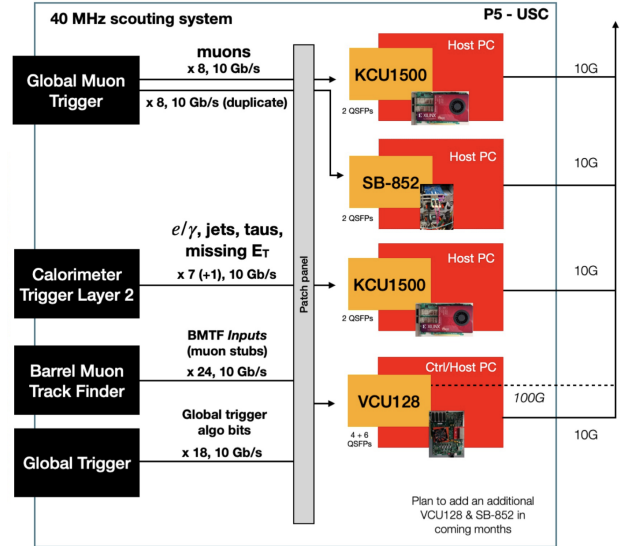 40 MHz scouting system
P5 - USC
Global Muon
Trigger
muons
x 8, 10 Gb/s
x 8, 10 Gb/s (duplicate)
Host PC
KCU1500
2 QSFPs
10G
Host PC
SB-852
2 QSFPs
10G
Calorimeter
Trigger Layer 2
e/γ, jets, taus,
missing ET
x 7 (+1), 10 Gb/s
Patch panel
Host PC
KCU1500
2 QSFPs
10G
Barrel Muon
Track Finder
BMTF Inputs
(muon stubs)
x 24, 10 Gb/s
Ctrl/Host PC
VCU128
4 + 6
QSFPs
100G
10G
Global Trigger
Global trigger
algo bits
x 18, 10 Gb/s
Plan to add an additional
VCU128 & SB-852 in
coming months